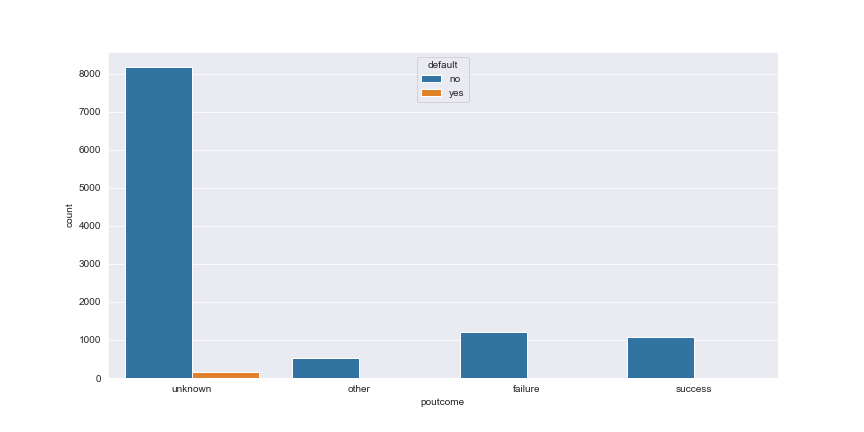 default
no
yes
8000
7000
6000
5000
4000
3000
2000
1000
0
count
unknown
other
failure
success
poutcome